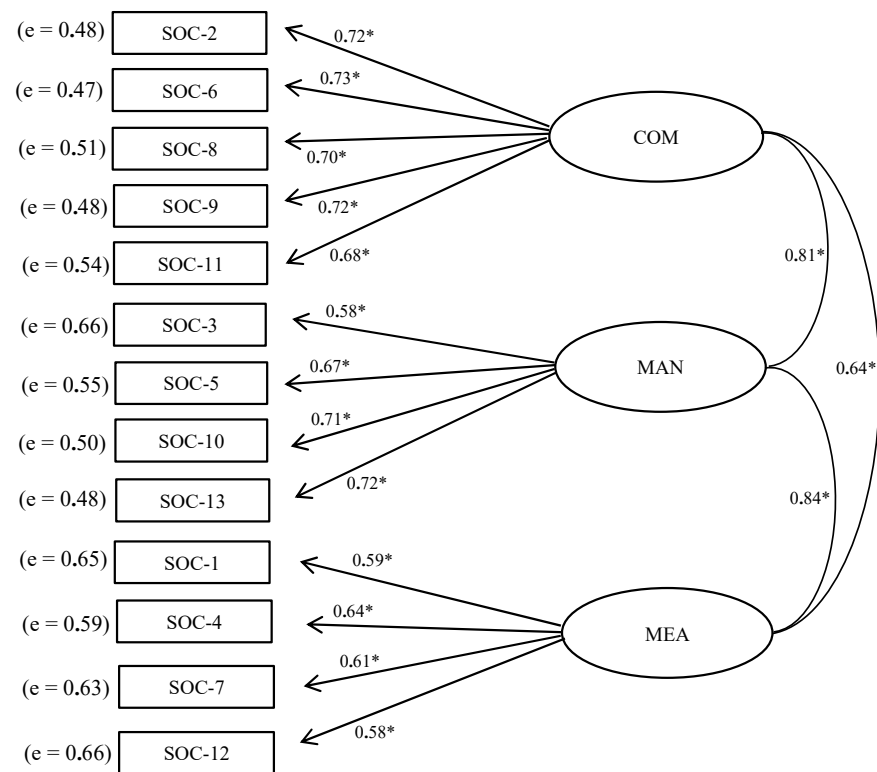 (e = 0.48) SOC-2 0.72*
(e = 0.47) SOC-6 0.73*
COM
(e = 0.51) SOC-8 0.70*
(e = 0.48) SOC-9 0.72*
(e = 0.54) SOC-11 0.68*
0.81*
(e = 0.66) SOC-3 0.58*
MAN
0.64*
(e = 0.55) SOC-5 0.67*
(e = 0.50) SOC-10 0.71*
(e = 0.48) SOC-13 0.72*
0.84*
(e = 0.65) SOC-1 0.59*
(e = 0.59) SOC-4 0.64*
MEA
(e = 0.63) SOC-7 0.61*
(e = 0.66) SOC-12 0.58*